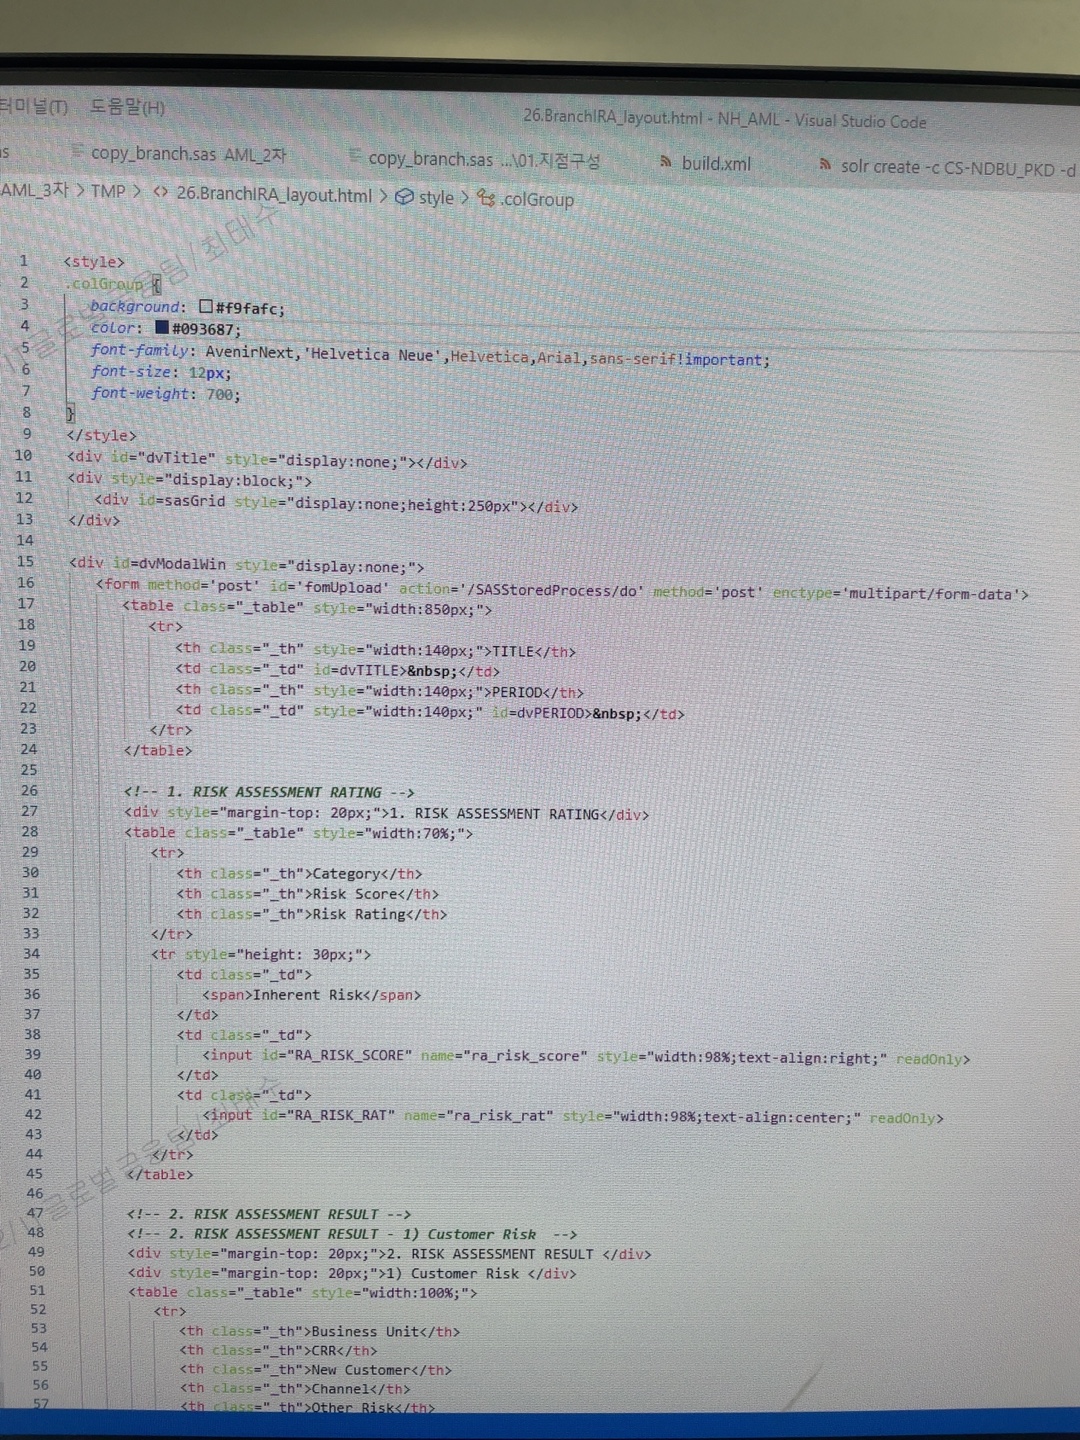 터미널(T) 도움말(H)
26.BranchIRA_layout.html - NH_AML - Visual Studio Code
as copy_branch.sas AML_2차 copy_branch.sas ...\01.지점구성 build.xml solr create -c CS-NDBU_PKD -d
AML_3차 > TMP > <> 26.BranchIRA_layout.html > style > .colGroup
1 <style>
2 .colGroup {
3 background: #f9fafc;
4 color: #093687;
5 font-family: AvenirNext,'Helvetica Neue',Helvetica,Arial,sans-serif!important;
6 font-size: 12px;
7 font-weight: 700;
8 }
9 </style>
10 <div id="dvTitle" style="display:none;"></div>
11 <div style="display:block;">
12 <div id=sasGrid style="display:none;height:250px"></div>
13 </div>
14
15 <div id=dvModalWin style="display:none;">
16 <form method='post' id='fomUpload' action='/SASStoredProcess/do' method='post' enctype='multipart/form-data'>
17 <table class="_table" style="width:850px;">
18 <tr>
19 <th class="_th" style="width:140px;">TITLE</th>
20 <td class="_td" id=dvTITLE>&nbsp;</td>
21 <th class="_th" style="width:140px;">PERIOD</th>
22 <td class="_td" style="width:140px;" id=dvPERIOD>&nbsp;</td>
23 </tr>
24 </table>
25
26 <!-- 1. RISK ASSESSMENT RATING -->
27 <div style="margin-top: 20px;">1. RISK ASSESSMENT RATING</div>
28 <table class="_table" style="width:70%;">
29 <tr>
30 <th class="_th">Category</th>
31 <th class="_th">Risk Score</th>
32 <th class="_th">Risk Rating</th>
33 </tr>
34 <tr style="height: 30px;">
35 <td class="_td">
36 <span>Inherent Risk</span>
37 </td>
38 <td class="_td">
39 <input id="RA_RISK_SCORE" name="ra_risk_score" style="width:98%;text-align:right;" readOnly>
40 </td>
41 <td class="_td">
42 <input id="RA_RISK_RAT" name="ra_risk_rat" style="width:98%;text-align:center;" readOnly>
43 </td>
44 </tr>
45 </table>
46
47 <!-- 2. RISK ASSESSMENT RESULT -->
48 <!-- 2. RISK ASSESSMENT RESULT - 1) Customer Risk -->
49 <div style="margin-top: 20px;">2. RISK ASSESSMENT RESULT </div>
50 <div style="margin-top: 20px;">1) Customer Risk </div>
51 <table class="_table" style="width:100%;">
52 <tr>
53 <th class="_th">Business Unit</th>
54 <th class="_th">CRR</th>
55 <th class="_th">New Customer</th>
56 <th class="_th">Channel</th>
57 <th class="_th">Other Risk</th>